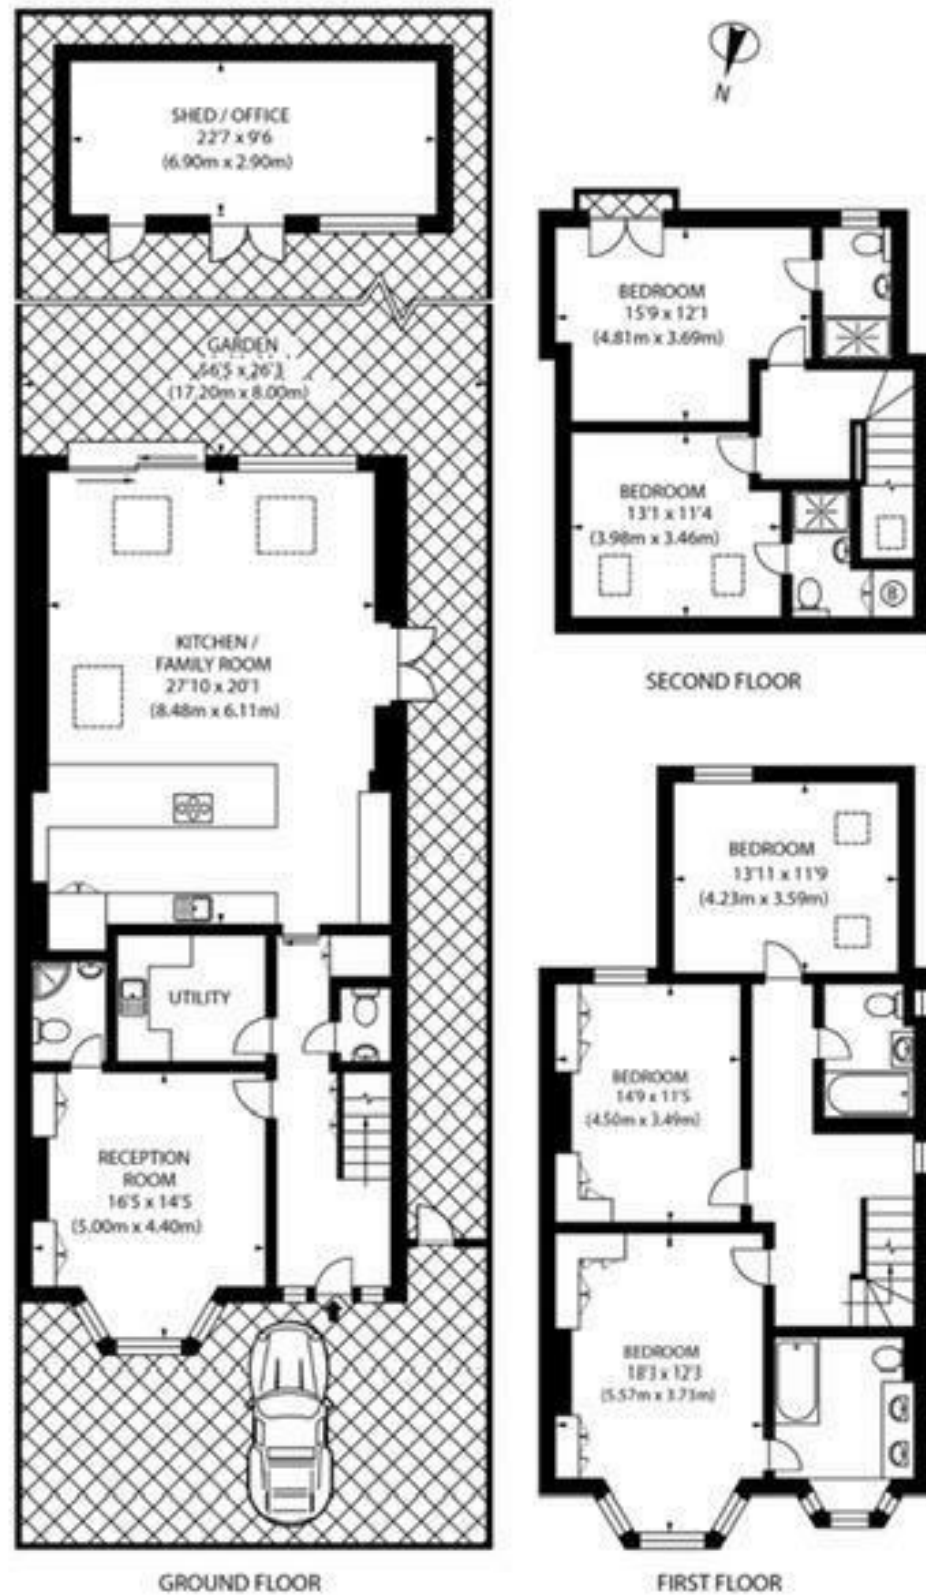 SHED / OFFICE
22'7 x 9'6
(6.90m x 2.90m)
N
GARDEN
56'5 x 26'3
(17.20m x 8.00m)
KITCHEN /
FAMILY ROOM
27'10 x 20'1
(8.48m x 6.11m)
UTILITY
RECEPTION
ROOM
16'5 x 14'5
(5.00m x 4.40m)
GROUND FLOOR
BEDROOM
15'9 x 12'1
(4.81m x 3.69m)
BEDROOM
13'1 x 11'4
(3.98m x 3.46m)
B
SECOND FLOOR
BEDROOM
13'11 x 11'9
(4.23m x 3.59m)
BEDROOM
14'9 x 11'5
(4.50m x 3.49m)
BEDROOM
18'3 x 12'3
(5.57m x 3.73m)
FIRST FLOOR